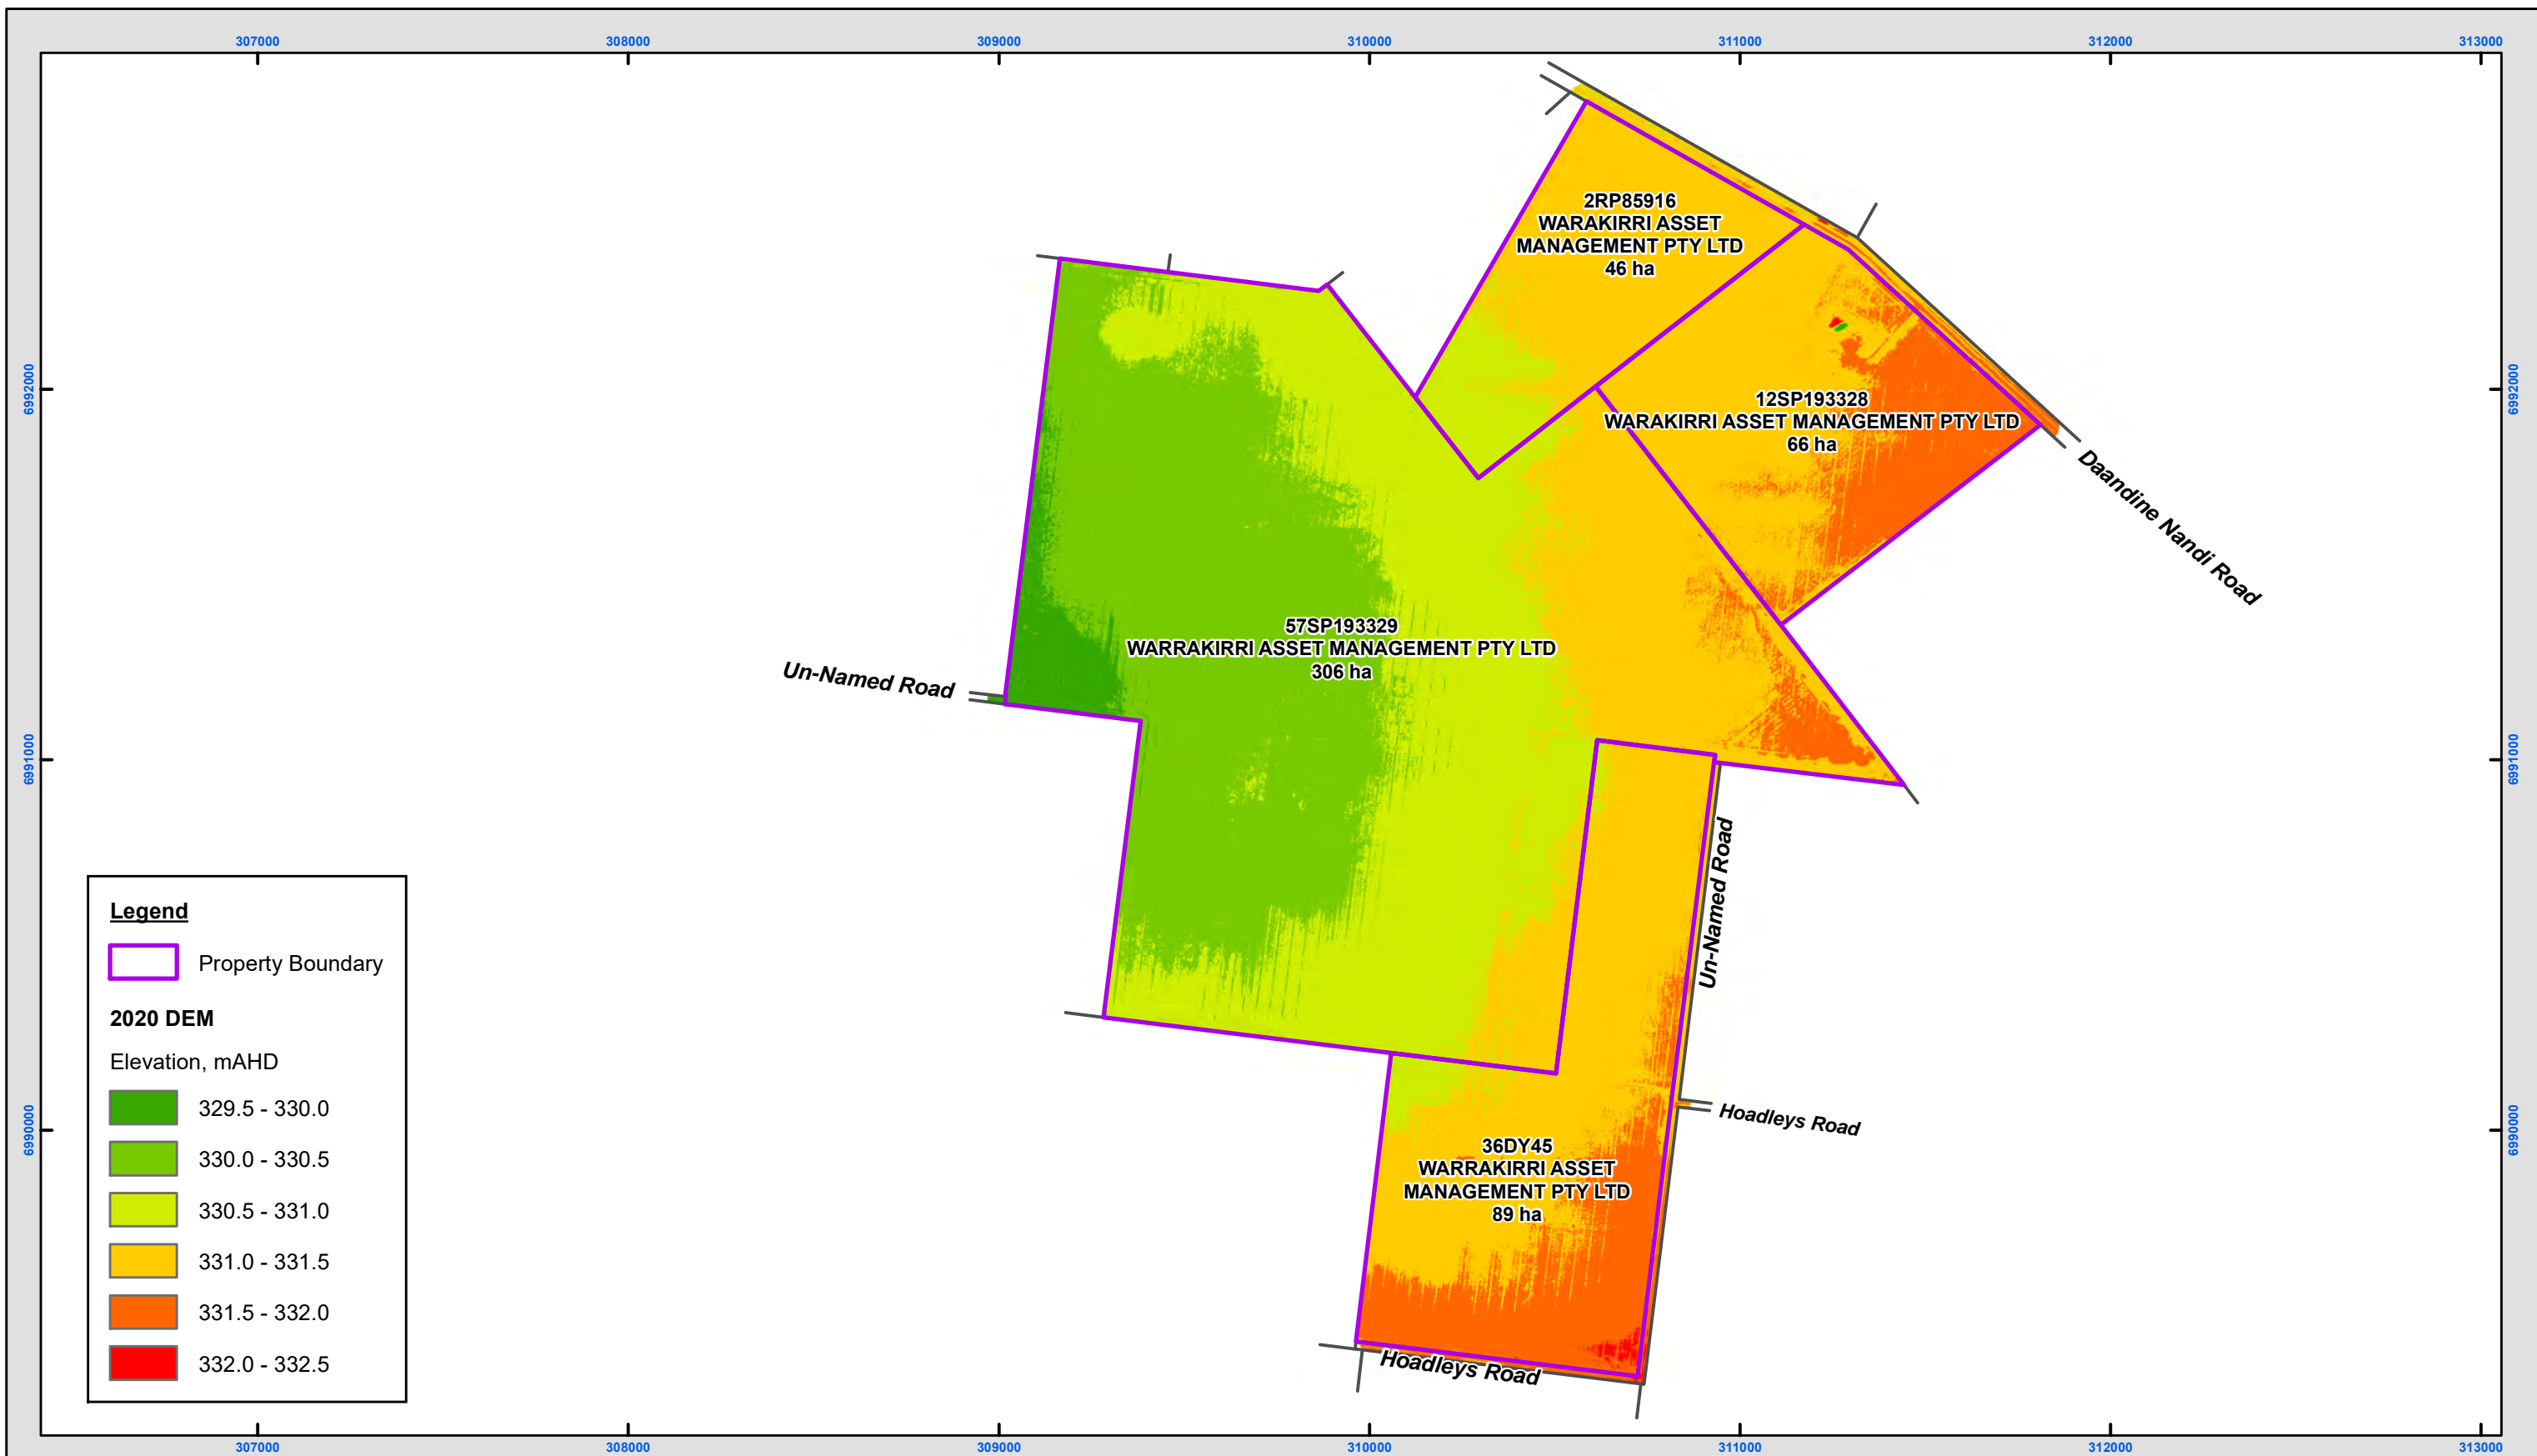 307000
308000
309000
310000
311000
312000
313000
2RP85916
WARAKIRRI ASSET
MANAGEMENT PTY LTD
46 ha
6992000
6992000
12SP193328
WARAKIRRI ASSET MANAGEMENT PTY LTD
66 ha
Daandine Nandi Road
57SP193329
WARRAKIRRI ASSET MANAGEMENT PTY LTD
306 ha
Un-Named Road
6991000
6991000
Un-Named Road
Hoadleys Road
6990000
6990000
36DY45
WARRAKIRRI ASSET
MANAGEMENT PTY LTD
89 ha
Hoadleys Road
Legend
Property Boundary
2020 DEM
Elevation, mAHD
329.5 - 330.0
330.0 - 330.5
330.5 - 331.0
331.0 - 331.5
331.5 - 332.0
332.0 - 332.5
307000
308000
309000
310000
311000
312000
313000